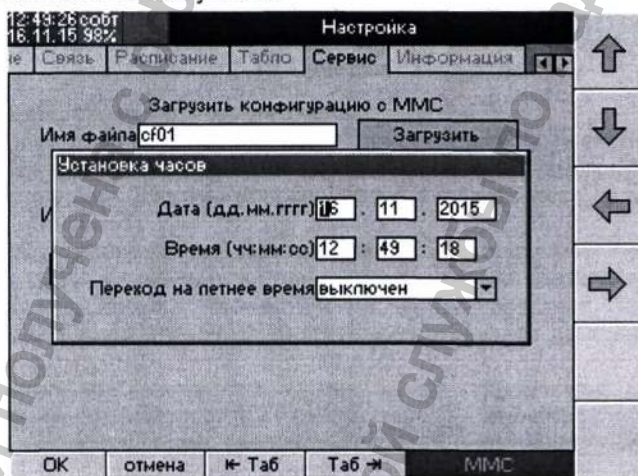 12:49:26 собт
16.11.15 98%
Настройка
ие Связь Расписание Табло Сервис Информация
Загрузить конфигурацию с ММС
Имя файла cf01 Загрузить
Установка часов
И
Дата (дд.мм.гггг) 16 . 11 . 2015
Время (чч:мм:сс) 12 : 49 : 18
Переход на летнее время выключен
ОК отмена Таб Таб ММС